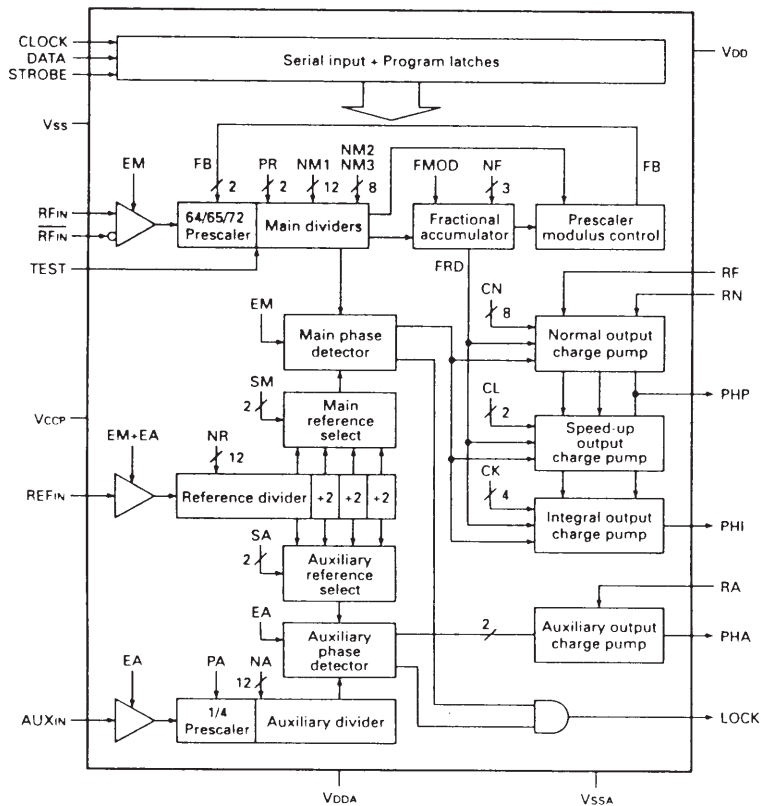 CLOCK
DATA
STROBE
Serial input + Program latches
VDD
VSS
EM
FB
2
PR
2
NM1
12
NM2
NM3
8
FMOD
NF
3
FB
RFIN
RFIN
64/65/72
Prescaler
Main dividers
Fractional
accumulator
Prescaler
modulus control
TEST
FRD
RF
RN
EM
Main phase
detector
CN
8
Normal output
charge pump
SM
2
Main
reference
select
CL
2
Speed-up
output
charge pump
PHP
VCCP
EM+EA
NR
12
REFIN
Reference divider
÷2
÷2
÷2
CK
4
Integral output
charge pump
PHI
SA
2
Auxiliary
reference
select
RA
EA
Auxiliary
phase
detector
2
Auxiliary output
charge pump
PHA
EA
PA
NA
12
AUXIN
1/4
Prescaler
Auxiliary divider
LOCK
VDDA
VSSA